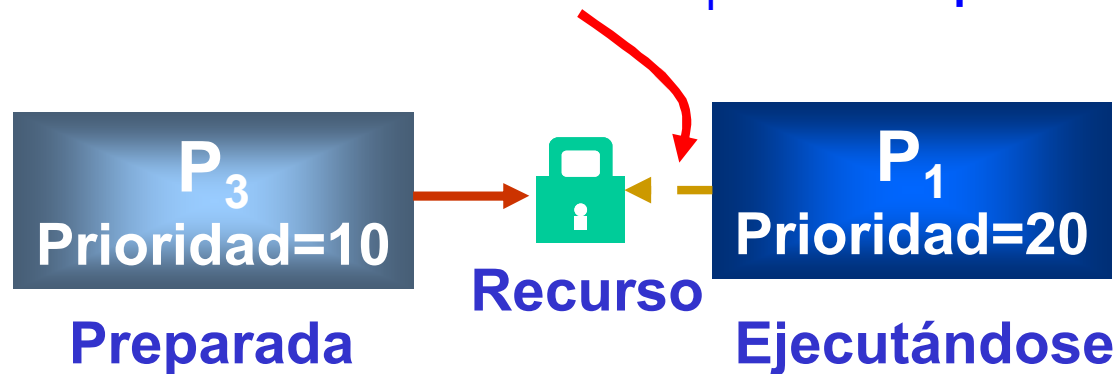 P3
Prioridad=10
Preparada
Recurso
P1
Prioridad=20
Ejecutándose